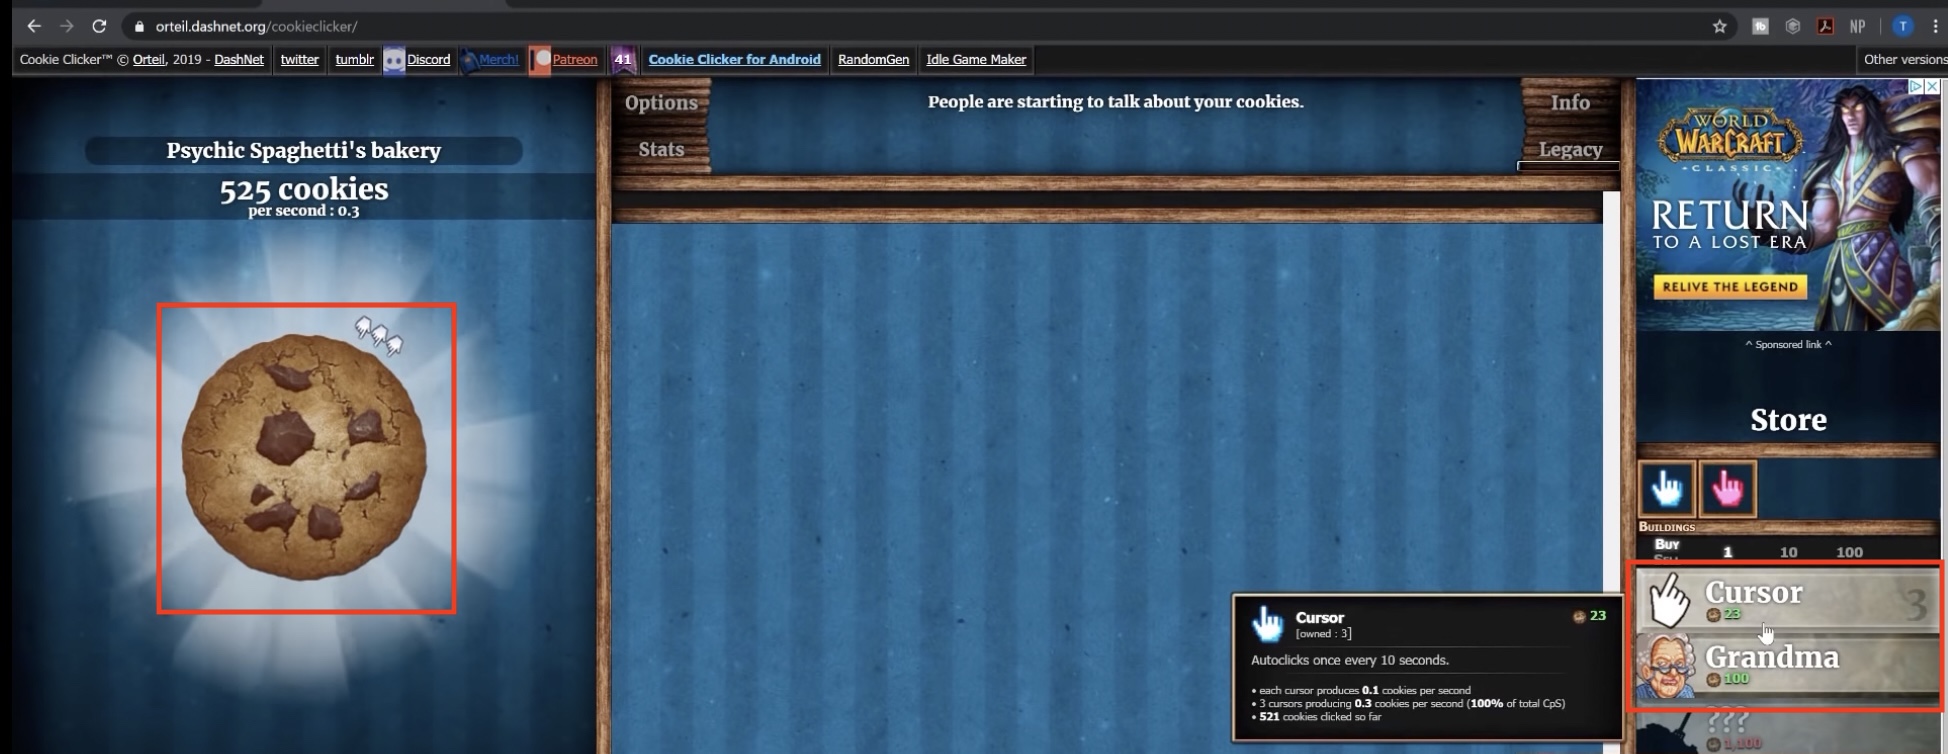 orteil.dashnet.org/cookieclicker/
NP
T
Cookie Clicker™ © Orteil, 2019 - DashNet
twitter
tumblr
Discord
Merch!
Patreon
41
Cookie Clicker for Android
RandomGen
Idle Game Maker
Other versions
Options
Stats
People are starting to talk about your cookies.
Info
Legacy
Psychic Spaghetti's bakery
525 cookies
per second : 0.3
WORLD
WARCRAFT
CLASSIC
RETURN
TO A LOST ERA
RELIVE THE LEGEND
^ Sponsored link ^
Store
Buildings
Buy
1 10 100
Cursor
23
3
Grandma
100
???
1,100
Cursor
23
[owned : 3]
Autoclicks once every 10 seconds.
• each cursor produces 0.1 cookies per second
• 3 cursors producing 0.3 cookies per second (100% of total CpS)
• 521 cookies clicked so far